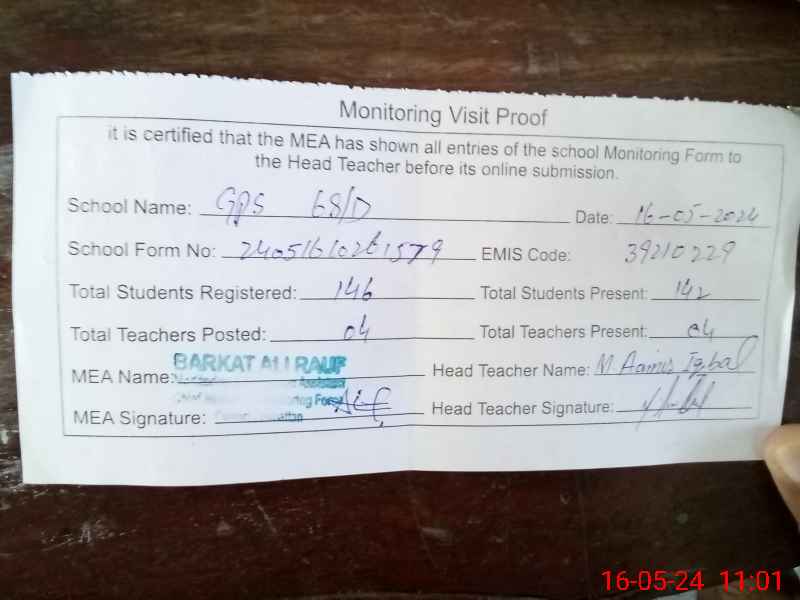 Monitoring Visit Proof
it is certified that the MEA has shown all entries of the school Monitoring Form to
the Head Teacher before its online submission.
School Name: GPS 68/D Date: 16-05-2024
School Form No: EMIS Code: 39210229
Total Students Registered: 146 Total Students Present: 142
Total Teachers Posted: 04 Total Teachers Present: 04
MEA Name: BARKAT ALI RAUF Head Teacher Name: M. Iqbal
MEA Signature: Head Teacher Signature:
16-05-24 11:01